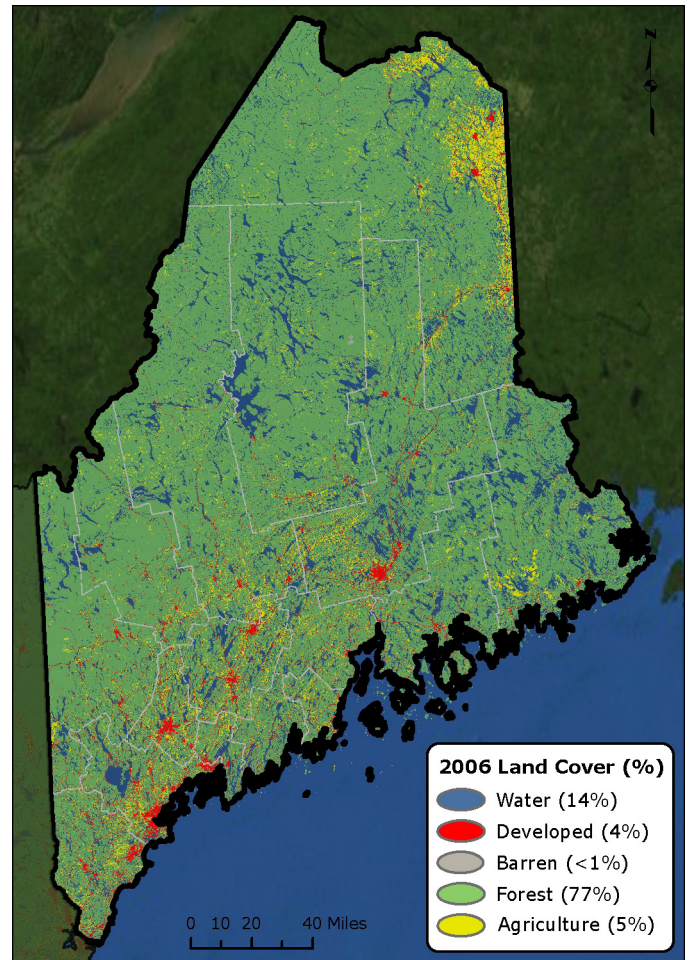 N
2006 Land Cover (%)
Water (14%)
Developed (4%)
Barren (<1%)
Forest (77%)
Agriculture (5%)
0 10 20 40 Miles